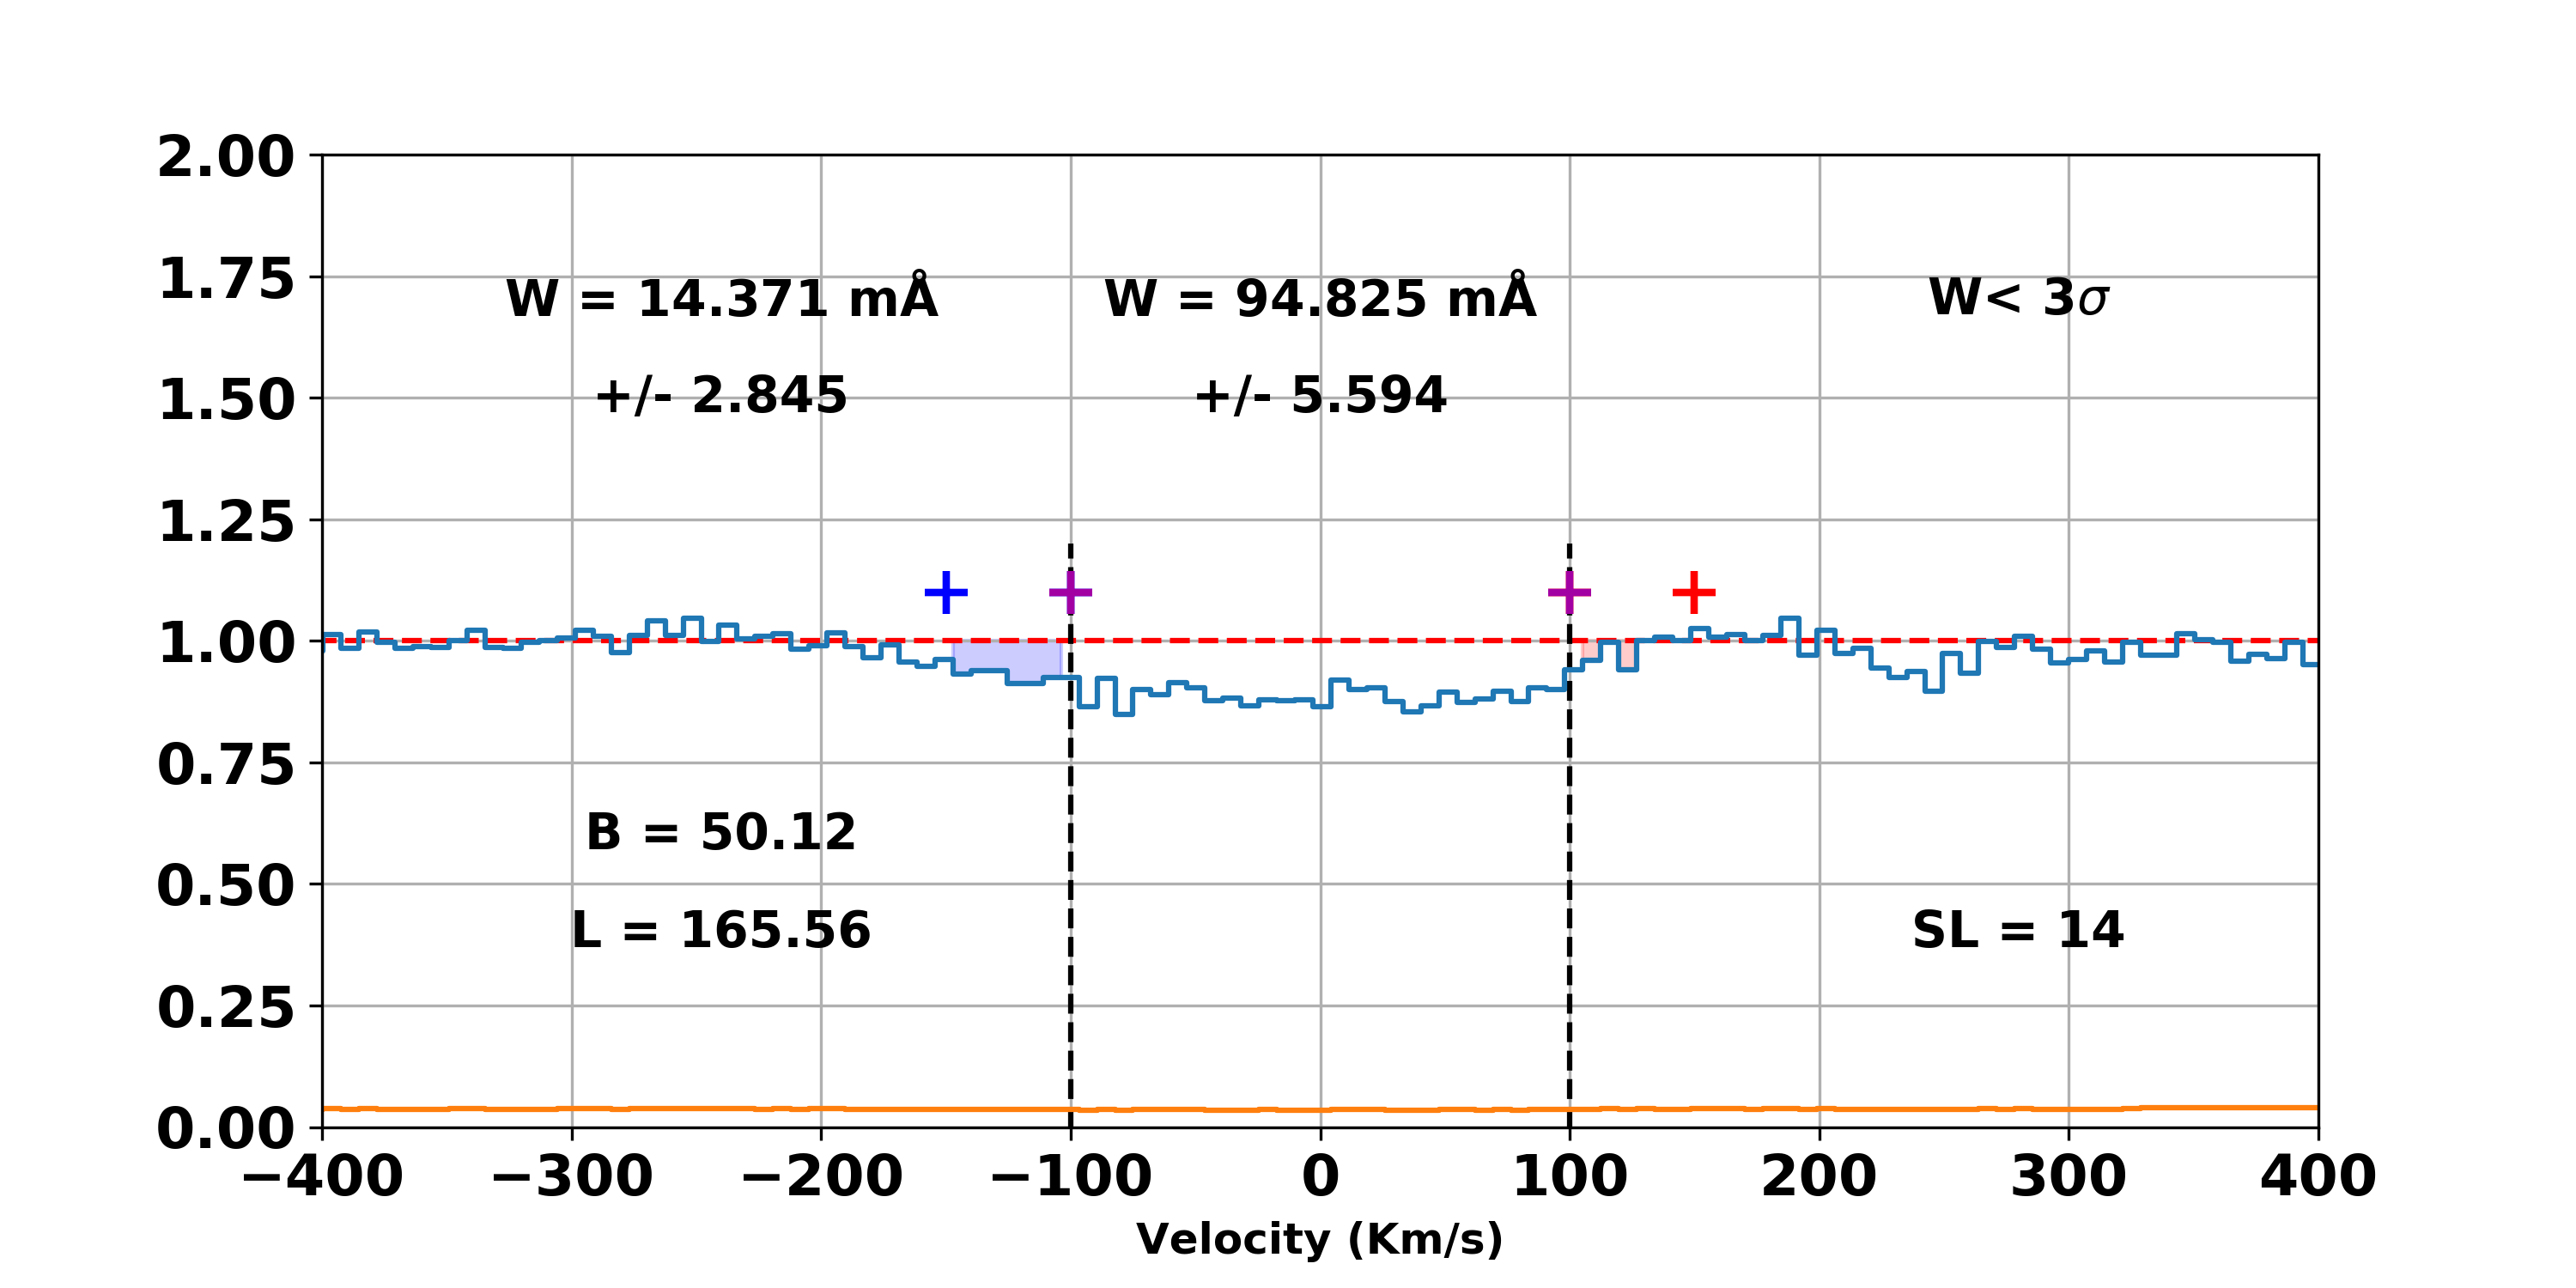 2.00
1.75
1.50
1.25
1.00
0.75
0.50
0.25
0.00
W = 14.371 mÅ
+/- 2.845
W = 94.825 mÅ
+/- 5.594
W< 3σ
B = 50.12
L = 165.56
SL = 14
−400 −300 −200 −100 0 100 200 300 400
Velocity (Km/s)